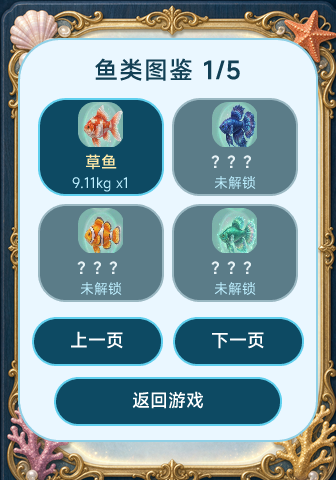 鱼类图鉴 1/5
草鱼
9.11kg x1
？？？
未解锁
？？？
未解锁
？？？
未解锁
上一页
下一页
返回游戏